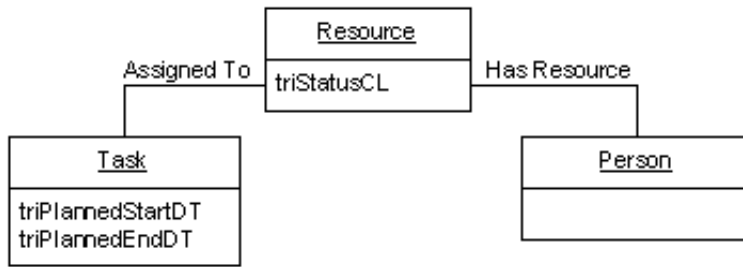 Resource
Assigned To
triStatusCL
Has Resource
Task
Person
triPlannedStartDT
triPlannedEndDT